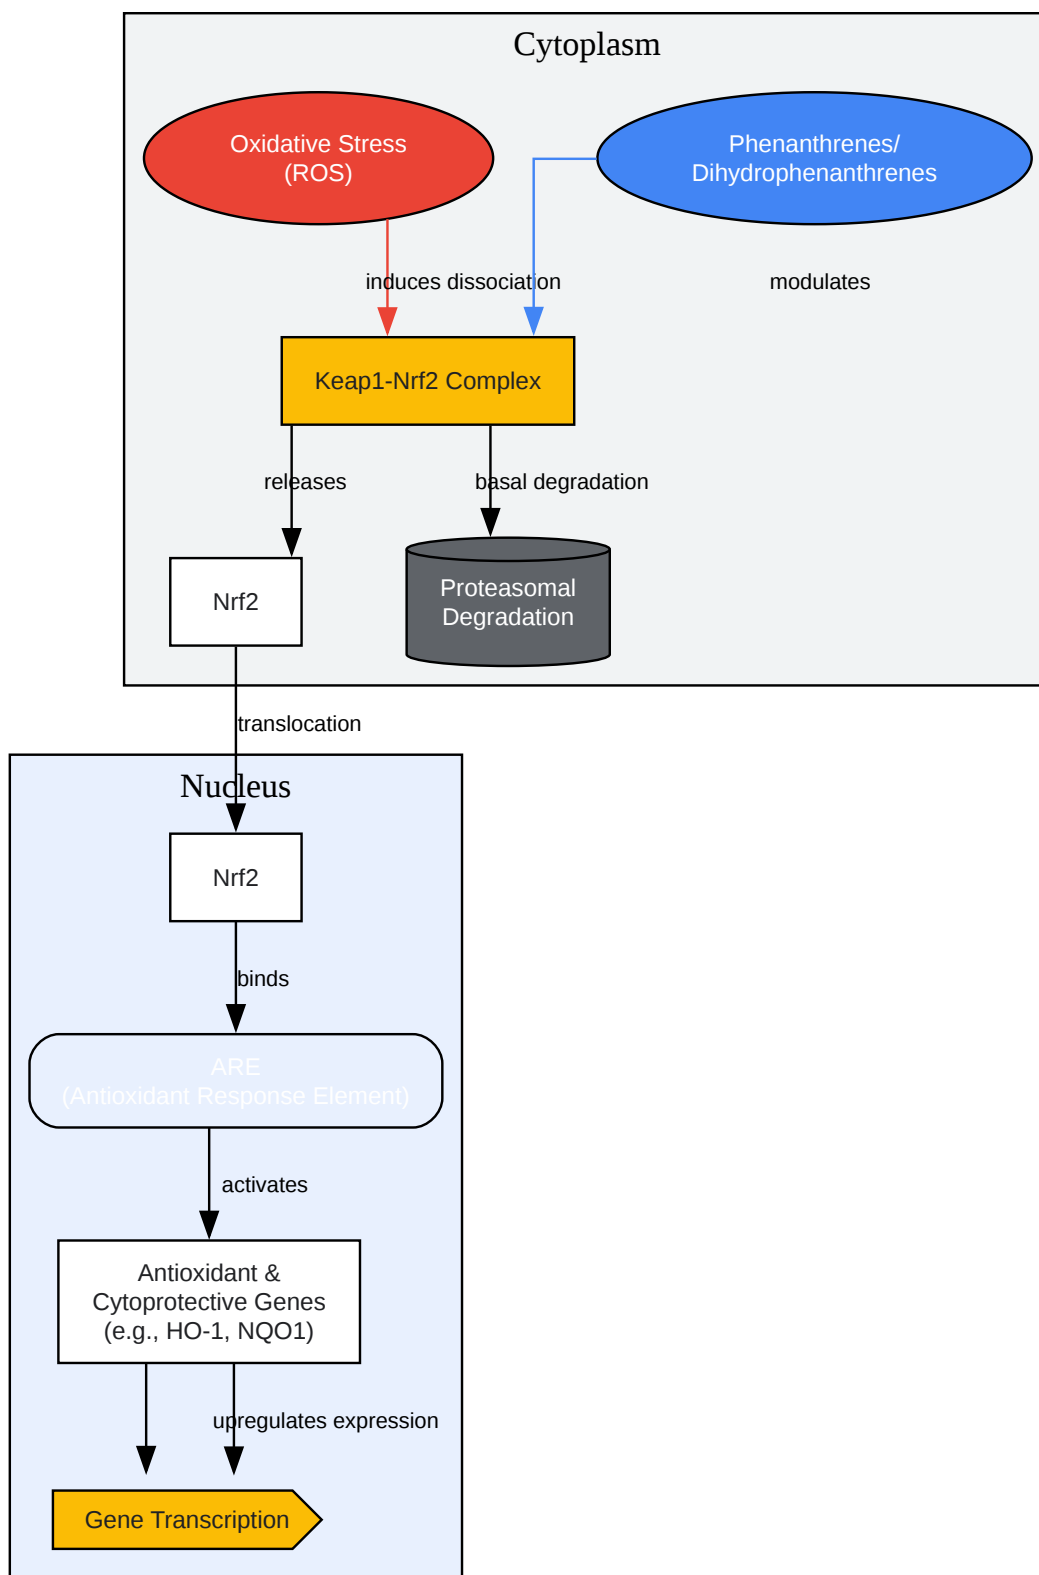 Cytoplasm
Oxidative Stress
(ROS)
Phenanthrenes/
Dihydrophenanthrenes
induces dissociation
modulates
Keap1-Nrf2 Complex
releases
basal degradation
Nrf2
Proteasomal
Degradation
translocation
Nucleus
Nrf2
binds
ARE
(Antioxidant Response Element)
activates
Antioxidant &
Cytoprotective Genes
(e.g., HO-1, NQO1)
upregulates expression
Gene Transcription